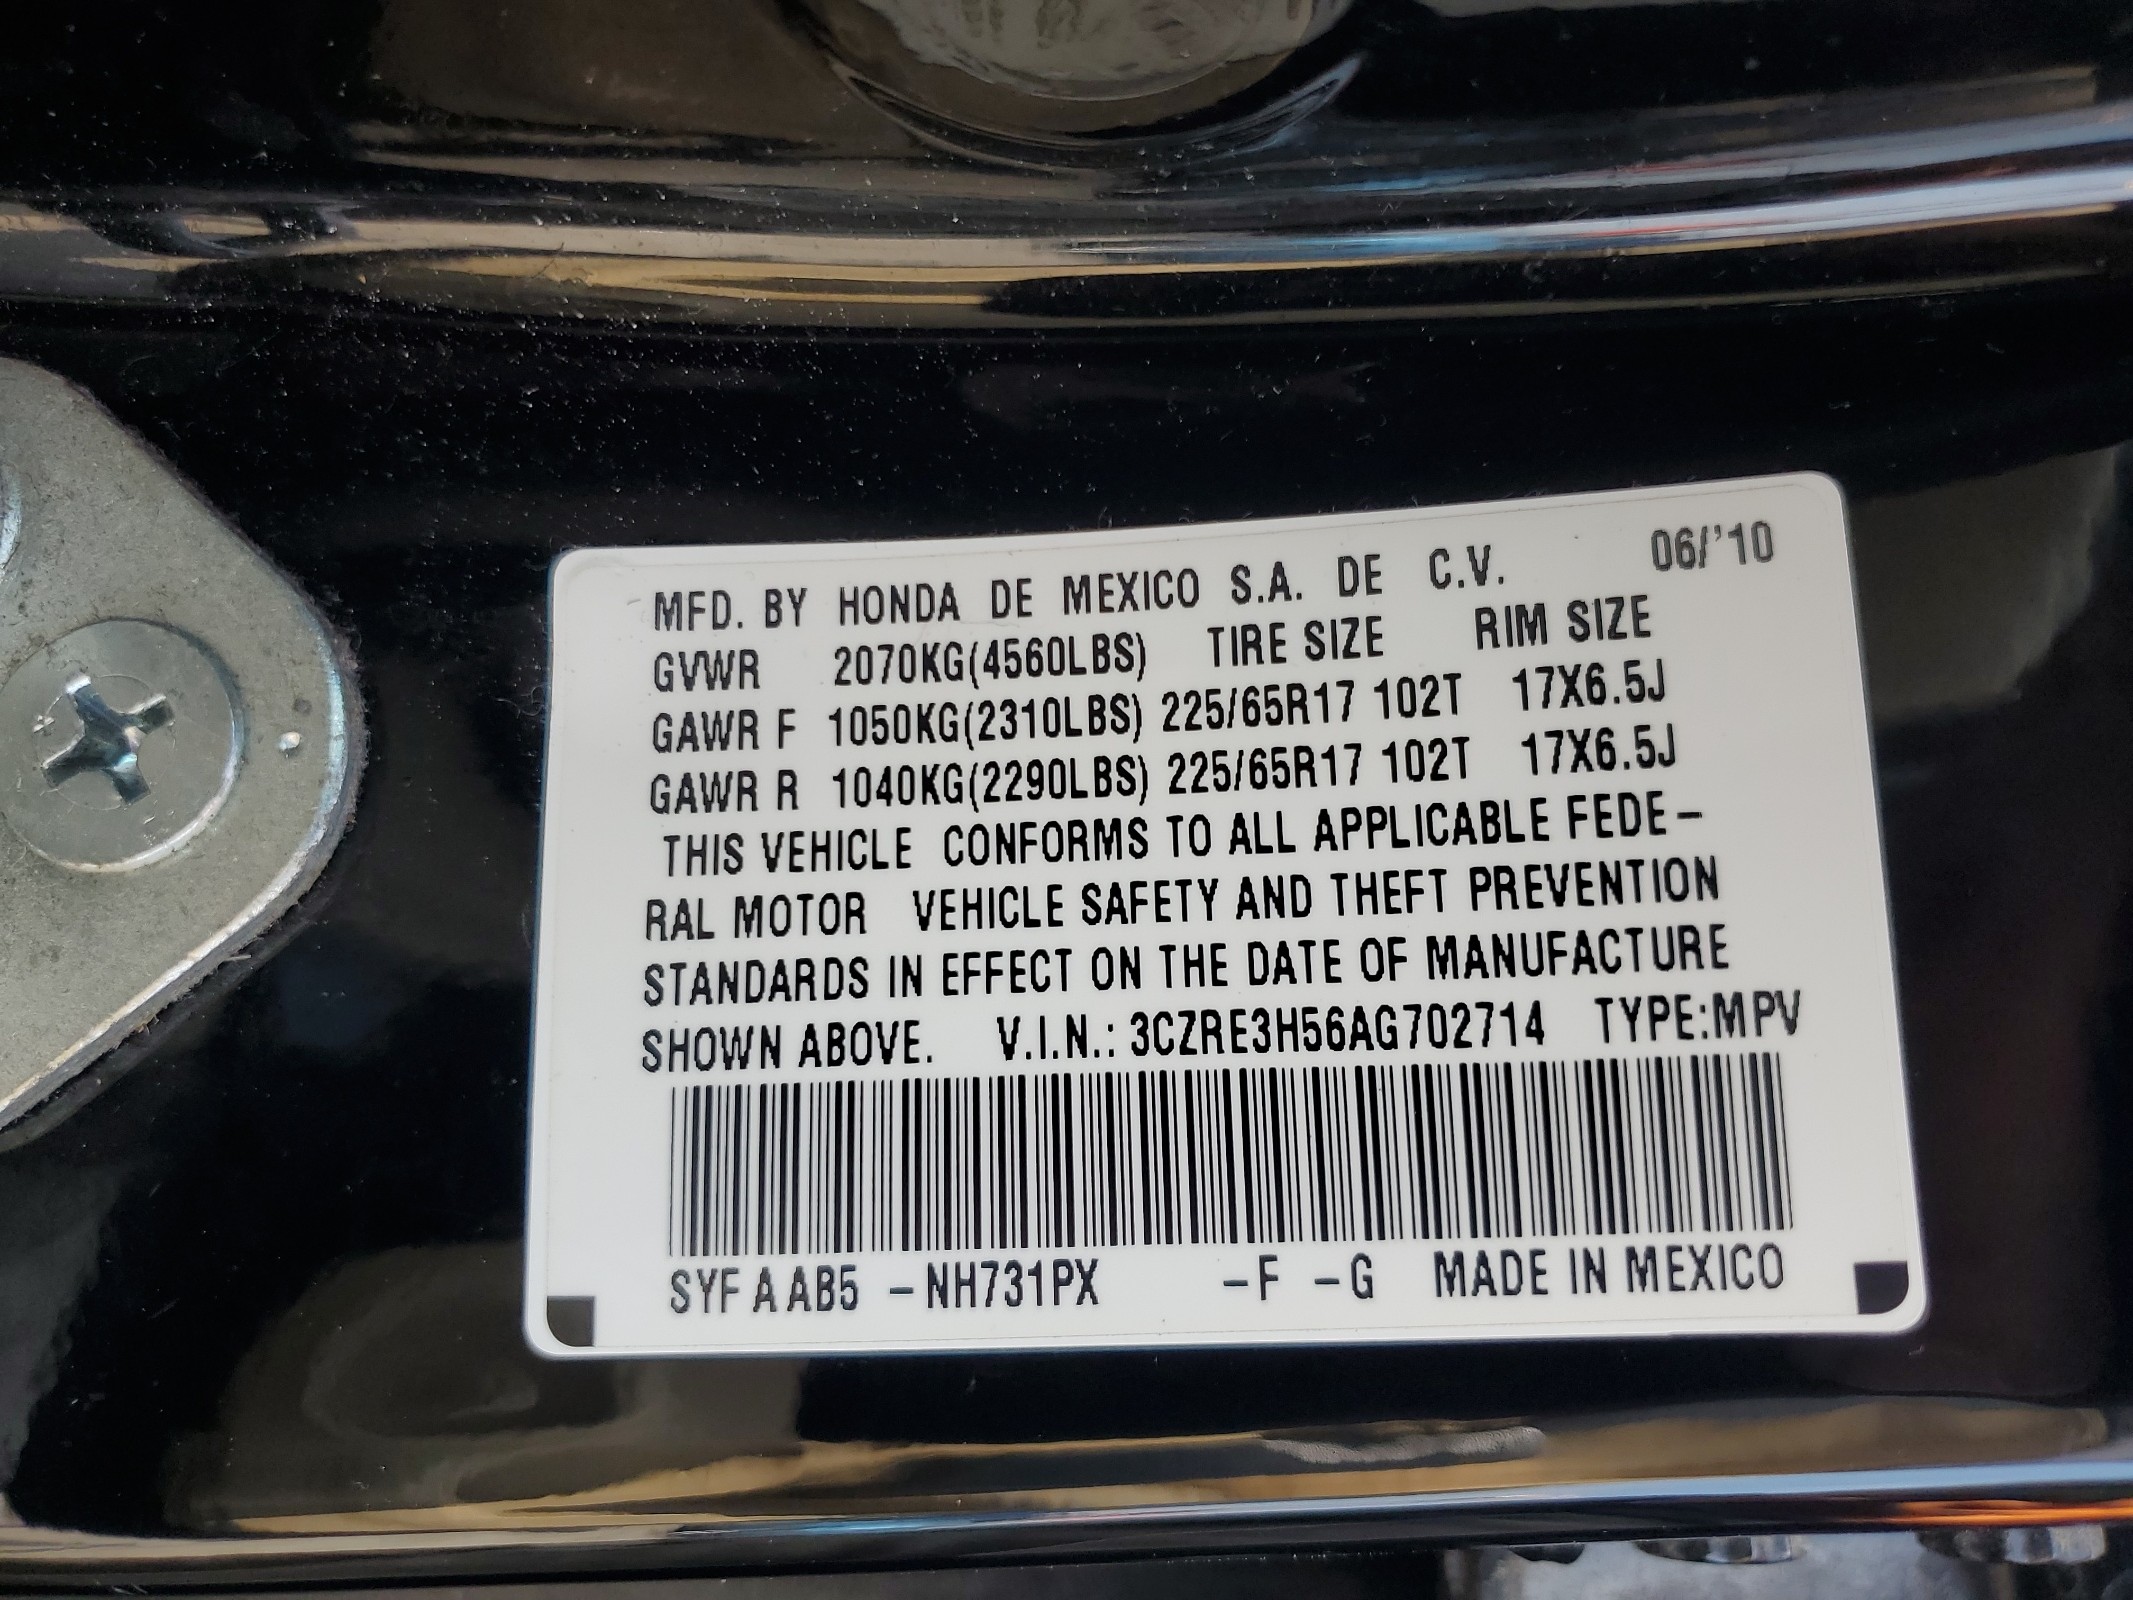 MFD. BY HONDA DE MEXICO S.A. DE C.V. 06/'10
GVWR 2070KG(4560LBS) TIRE SIZE RIM SIZE
GAWR F 1050KG(2310LBS) 225/65R17 102T 17X6.5J
GAWR R 1040KG(2290LBS) 225/65R17 102T 17X6.5J
THIS VEHICLE CONFORMS TO ALL APPLICABLE FEDE-
RAL MOTOR VEHICLE SAFETY AND THEFT PREVENTION
STANDARDS IN EFFECT ON THE DATE OF MANUFACTURE
SHOWN ABOVE. V.I.N.: 3CZRE3H56AG702714 TYPE:MPV
SYF A AB5 -NH731PX -F -G MADE IN MEXICO